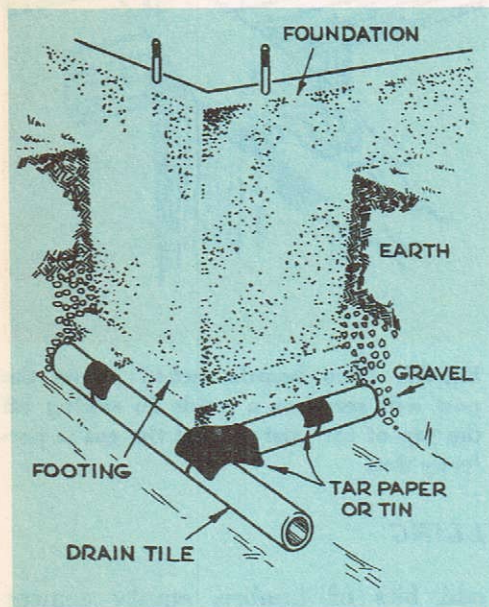 FOUNDATION
EARTH
GRAVEL
FOOTING
TAR PAPER
OR TIN
DRAIN TILE